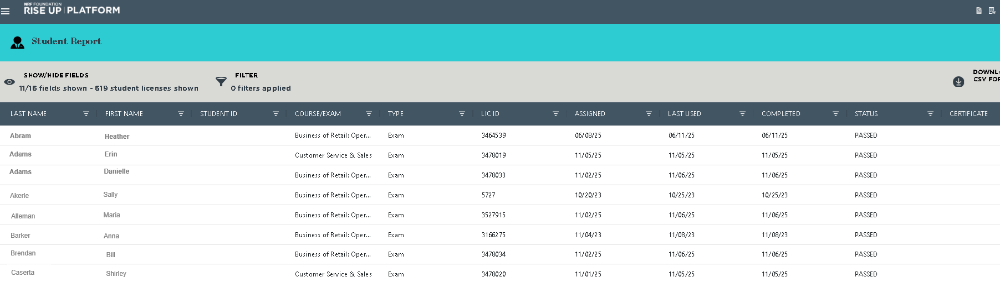 NRF FOUNDATION
RISE UP | PLATFORM
Student Report
SHOW/HIDE FIELDS
11/16 fields shown - 619 student licenses shown
FILTER
0 filters applied
DOWNL
CSV FOR
LAST NAME FIRST NAME STUDENT ID COURSE/EXAM TYPE LIC ID ASSIGNED LAST USED COMPLETED STATUS CERTIFICATE
Abram Heather Business of Retail: Oper... Exam 3464539 06/08/25 06/11/25 06/11/25 PASSED
Adams Erin Customer Service & Sales Exam 3478019 11/05/25 11/05/25 11/05/25 PASSED
Adams Danielle Business of Retail: Oper... Exam 3478033 11/02/25 11/06/25 11/06/25 PASSED
Akerle Sally Business of Retail: Oper... Exam 5727 10/20/23 10/25/23 10/25/23 PASSED
Alleman Maria Business of Retail: Oper... Exam 3527915 11/02/25 11/06/25 11/06/25 PASSED
Barker Anna Business of Retail: Oper... Exam 3166275 11/04/23 11/08/23 11/08/23 PASSED
Brendan Bill Business of Retail: Oper... Exam 3478034 11/02/25 11/06/25 11/06/25 PASSED
Caserta Shirley Customer Service & Sales Exam 3478020 11/01/25 11/05/25 11/05/25 PASSED